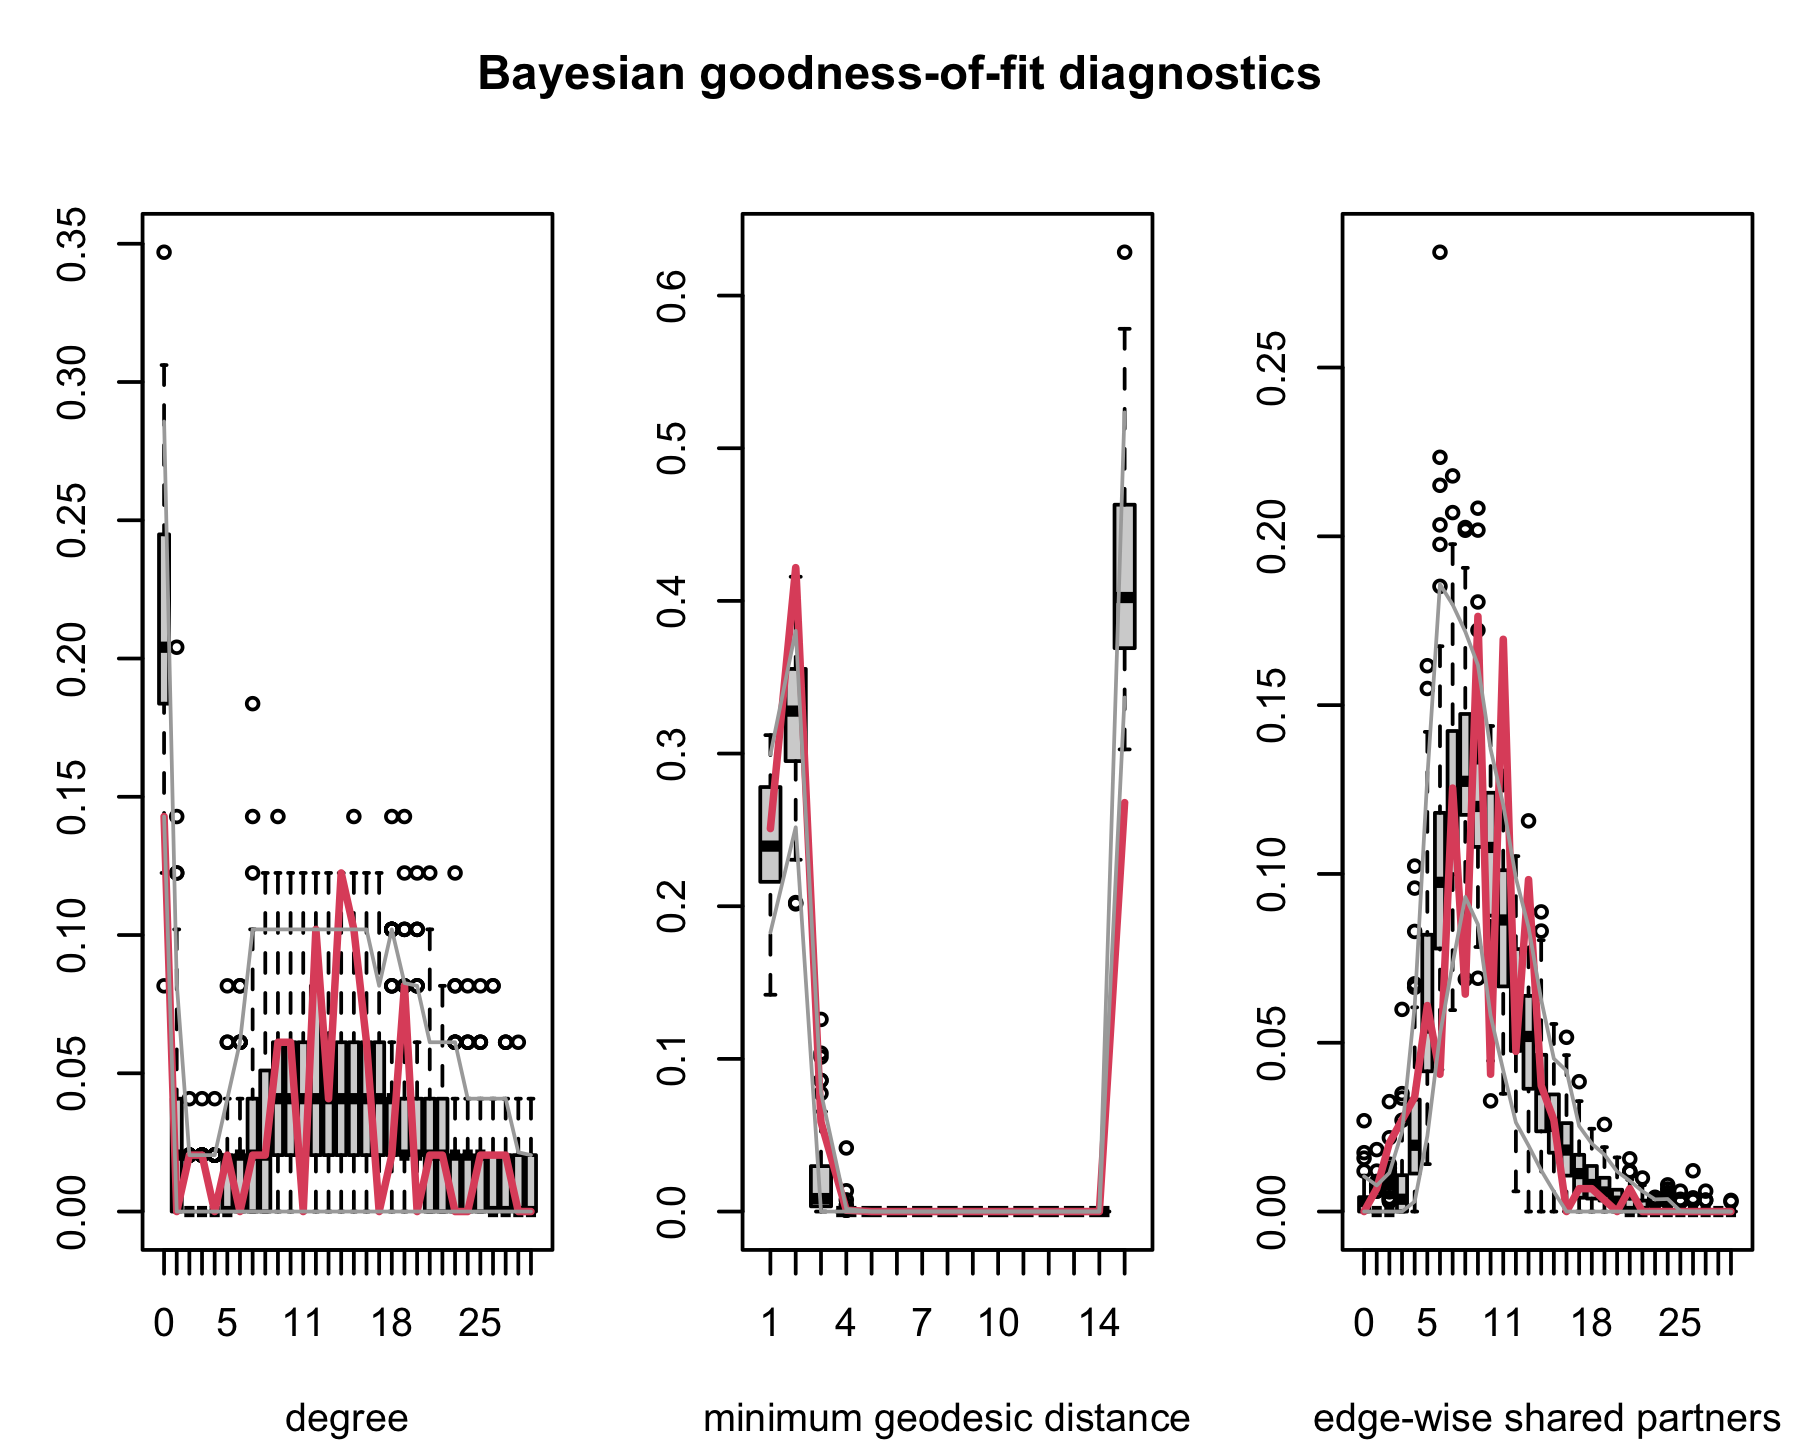 Bayesian goodness-of-fit diagnostics
0.00 0.05 0.10 0.15 0.20 0.25 0.30 0.35
0 5 11 18 25
degree
0.0 0.1 0.2 0.3 0.4 0.5 0.6
1 4 7 10 14
minimum geodesic distance
0.00 0.05 0.10 0.15 0.20 0.25
0 5 11 18 25
edge-wise shared partners